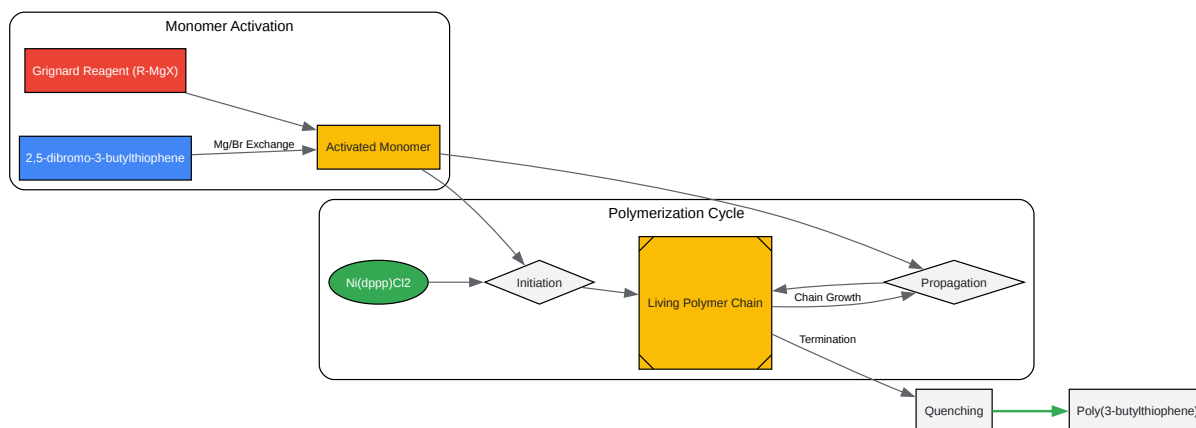 Monomer Activation
Grignard Reagent (R-MgX)
2,5-dibromo-3-butylthiophene
Mg/Br Exchange
Activated Monomer
Polymerization Cycle
Ni(dppp)Cl2
Initiation
Living Polymer Chain
Chain Growth
Propagation
Termination
Quenching
Poly(3-butylthiophene)